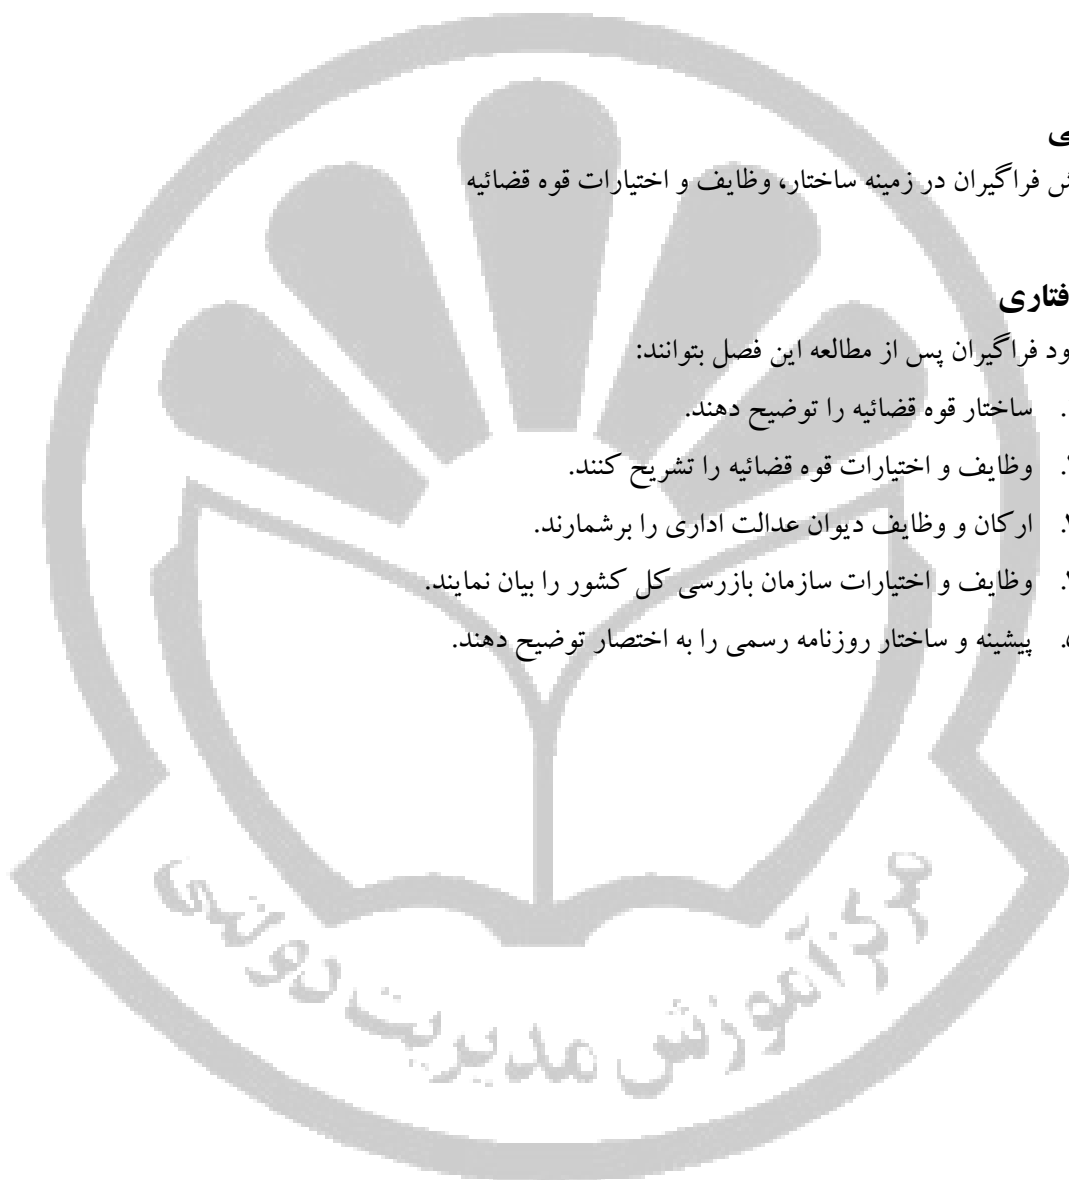 ش فراگیران در زمینه ساختار، وظایف و اختیارات قوه قضائیه
فتاری
ود فراگیران پس از مطالعه این فصل بتوانند:
. ساختار قوه قضائیه را توضیح دهند.
. وظایف و اختیارات قوه قضائیه را تشریح کنند.
. ارکان و وظایف دیوان عدالت اداری را برشمارند.
. وظایف و اختیارات سازمان بازرسی کل کشور را بیان نمایند.
. پیشینه و ساختار روزنامه رسمی را به اختصار توضیح دهند.
مرکز آموزش مدیریت دولتی